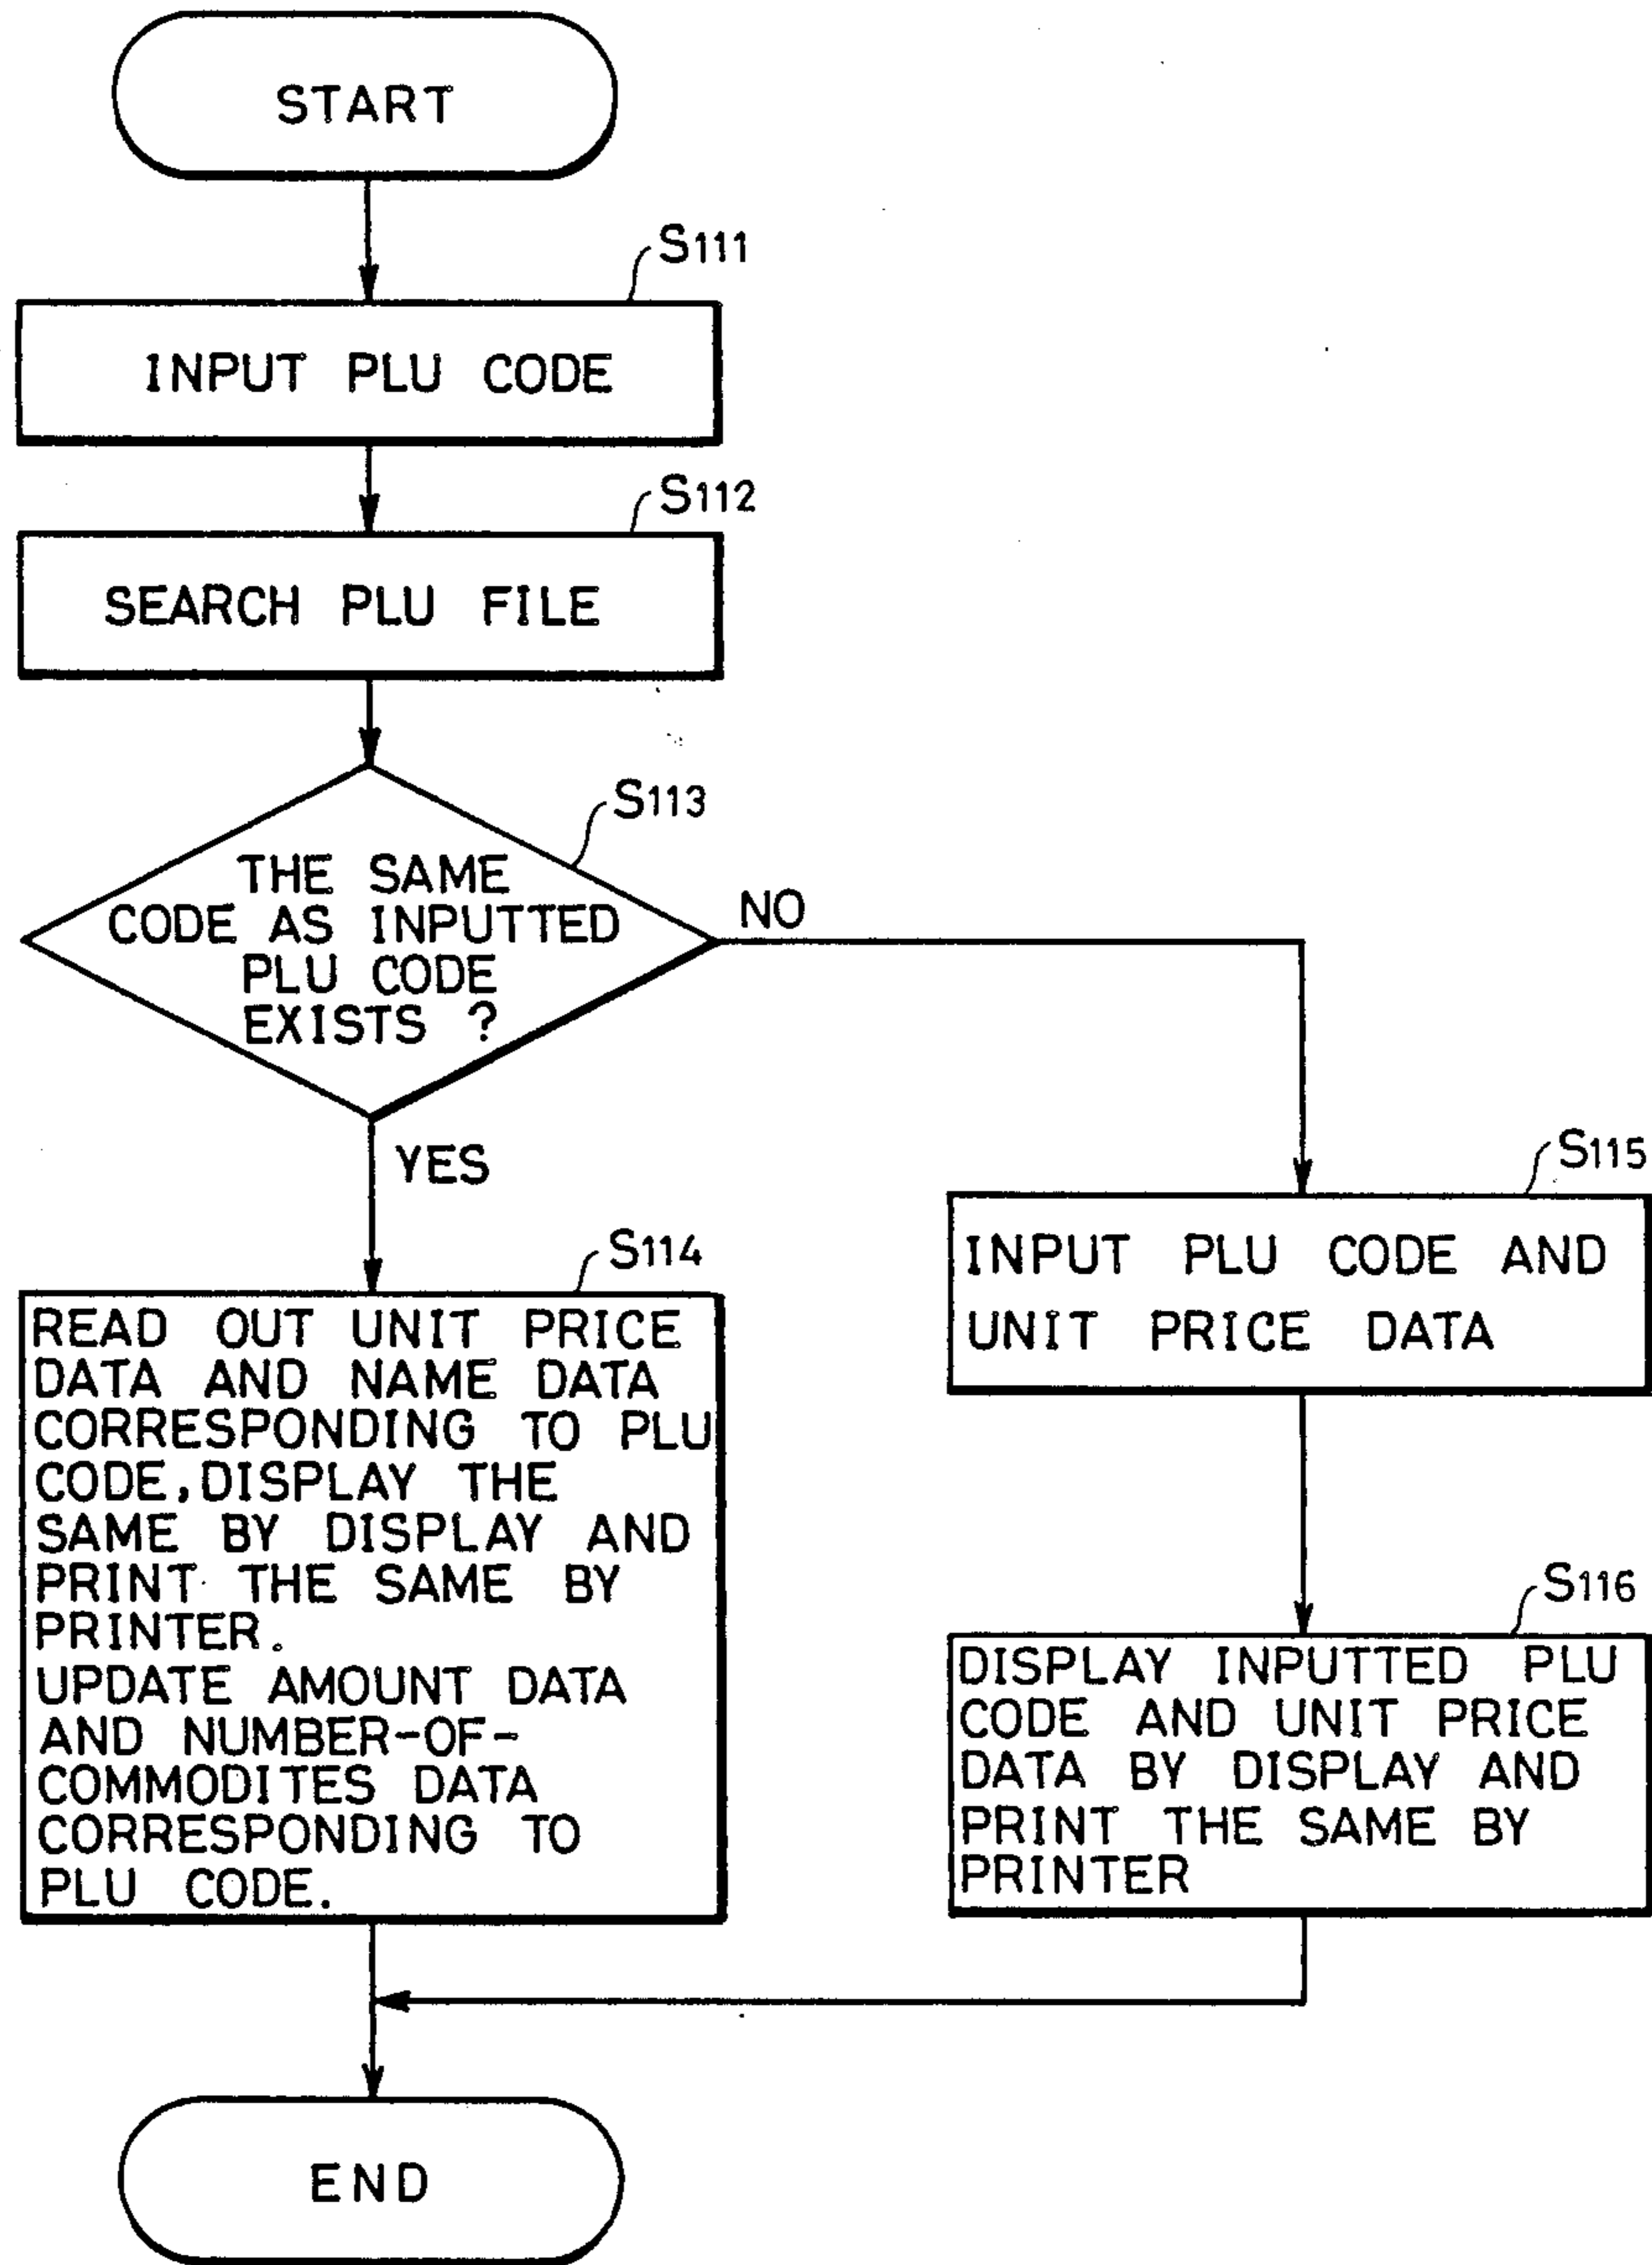 START
S111
INPUT PLU CODE
S112
SEARCH PLU FILE
S113
THE SAME
CODE AS INPUTTED
PLU CODE
EXISTS ?
NO
YES
S114
READ OUT UNIT PRICE
DATA AND NAME DATA
CORRESPONDING TO PLU
CODE,DISPLAY THE
SAME BY DISPLAY AND
PRINT THE SAME BY
PRINTER.
UPDATE AMOUNT DATA
AND NUMBER-OF-
COMMODITES DATA
CORRESPONDING TO
PLU CODE.
S115
INPUT PLU CODE AND
UNIT PRICE DATA
S116
DISPLAY INPUTTED PLU
CODE AND UNIT PRICE
DATA BY DISPLAY AND
PRINT THE SAME BY
PRINTER
END